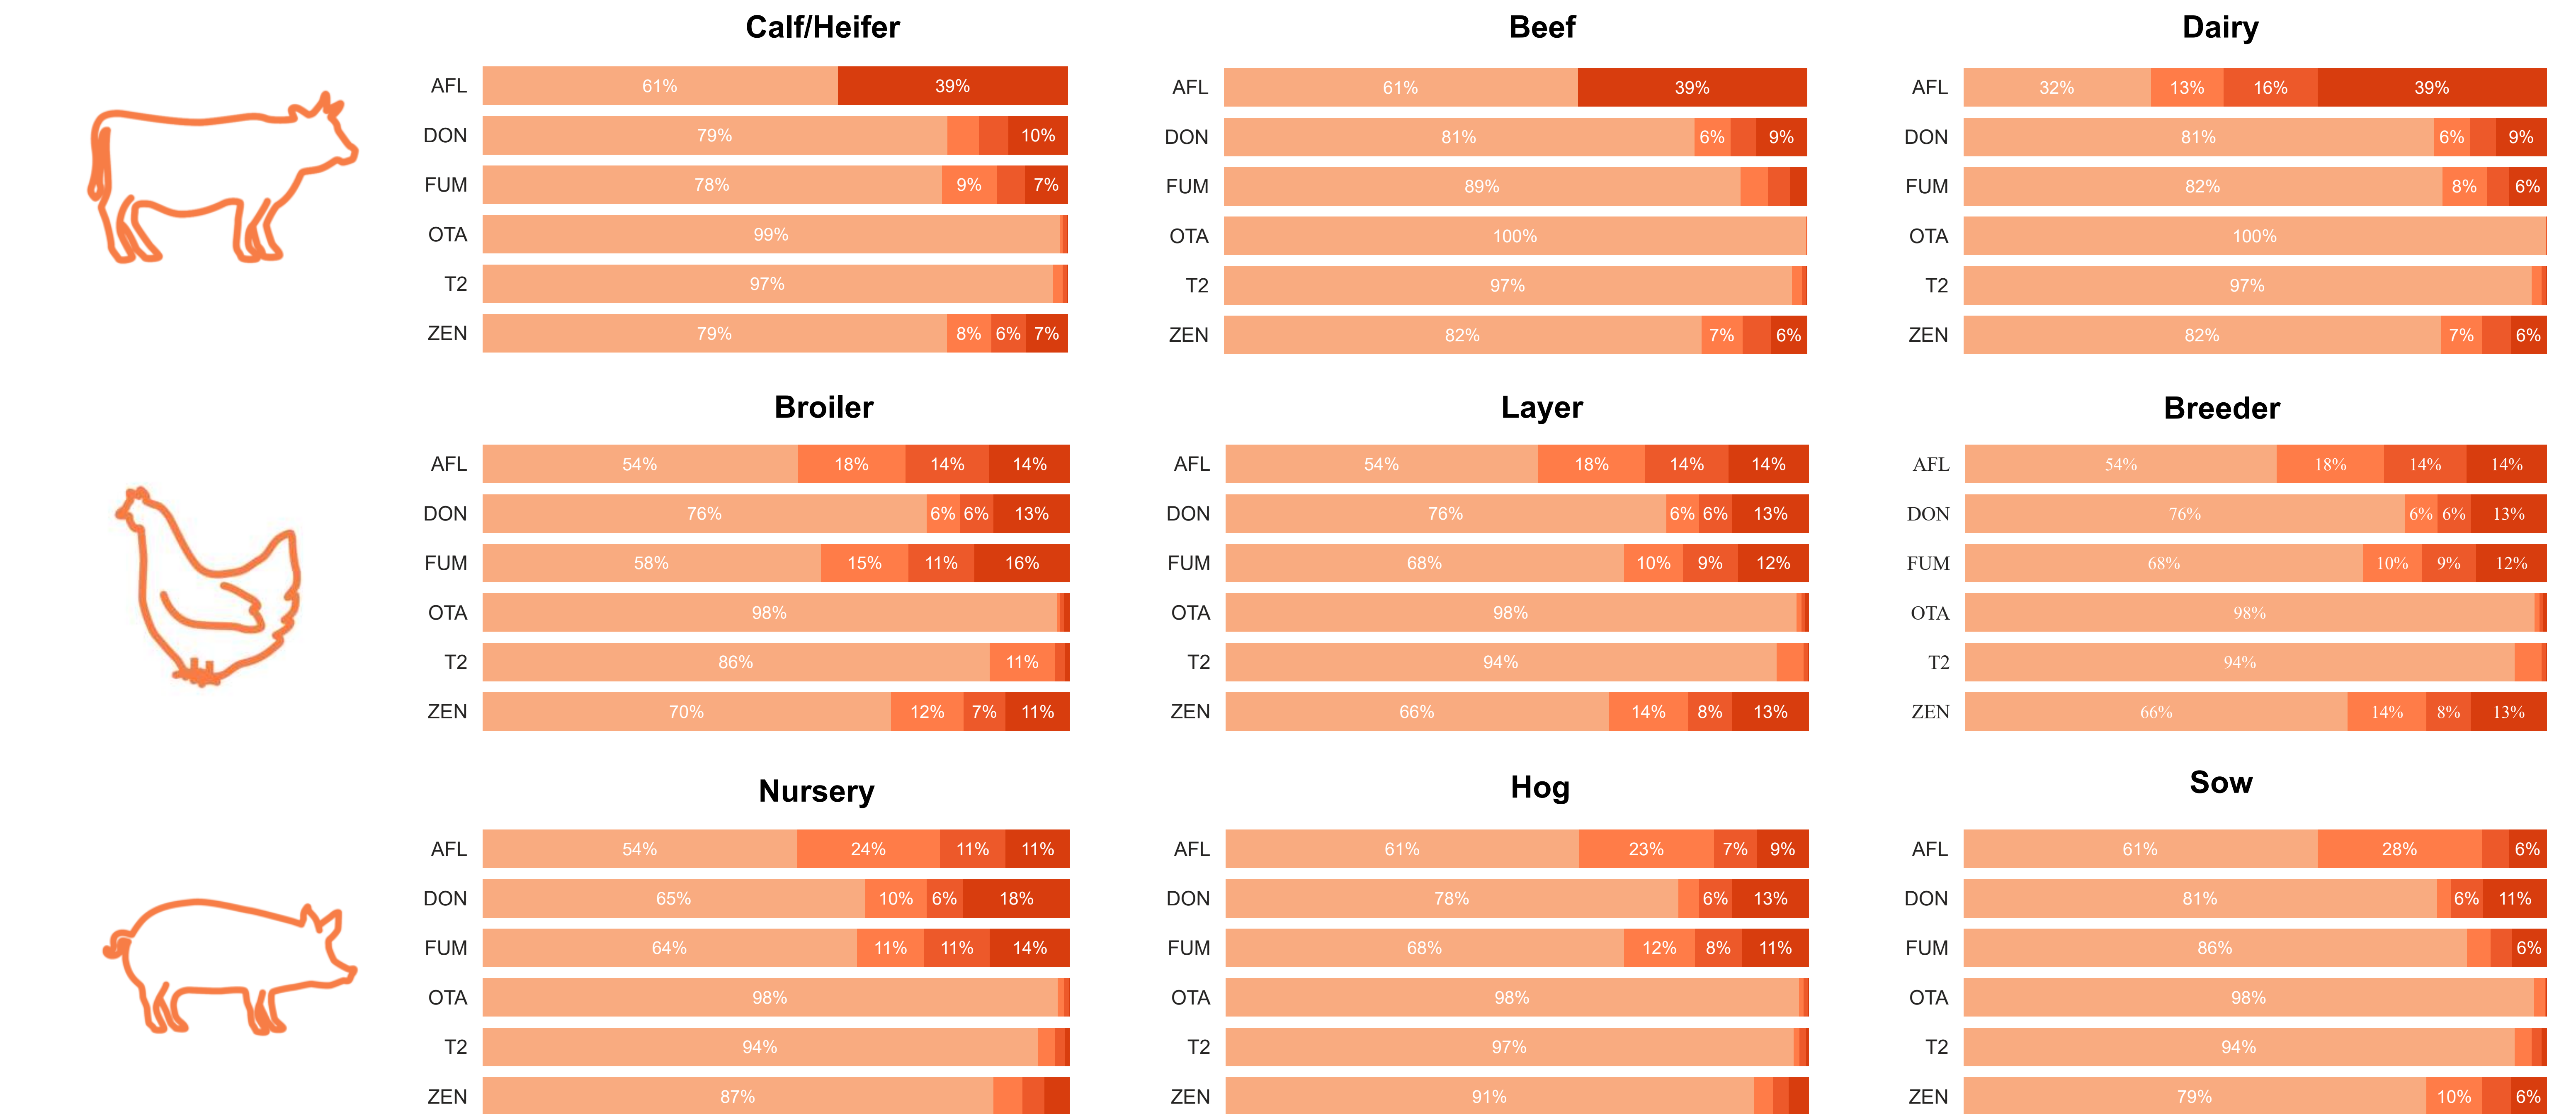 Calf/Heifer Beef Dairy
AFL 61% 39% AFL 61% 39% AFL 32% 13% 16% 39%
DON 79% 10% DON 81% 6% 9% DON 81% 6% 9%
FUM 78% 9% 7% FUM 89% FUM 82% 8% 6%
OTA 99% OTA 100% OTA 100%
T2 97% T2 97% T2 97%
ZEN 79% 8% 6% 7% ZEN 82% 7% 6% ZEN 82% 7% 6%
Broiler Layer Breeder
AFL 54% 18% 14% 14% AFL 54% 18% 14% 14% AFL 54% 18% 14% 14%
DON 76% 6% 6% 13% DON 76% 6% 6% 13% DON 76% 6% 6% 13%
FUM 58% 15% 11% 16% FUM 68% 10% 9% 12% FUM 68% 10% 9% 12%
OTA 98% OTA 98% OTA 98%
T2 86% 11% T2 94% T2 94%
ZEN 70% 12% 7% 11% ZEN 66% 14% 8% 13% ZEN 66% 14% 8% 13%
Nursery Hog Sow
AFL 54% 24% 11% 11% AFL 61% 23% 7% 9% AFL 61% 28% 6%
DON 65% 10% 6% 18% DON 78% 6% 13% DON 81% 6% 11%
FUM 64% 11% 11% 14% FUM 68% 12% 8% 11% FUM 86% 6%
OTA 98% OTA 98% OTA 98%
T2 94% T2 97% T2 94%
ZEN 87% ZEN 91% ZEN 79% 10% 6%